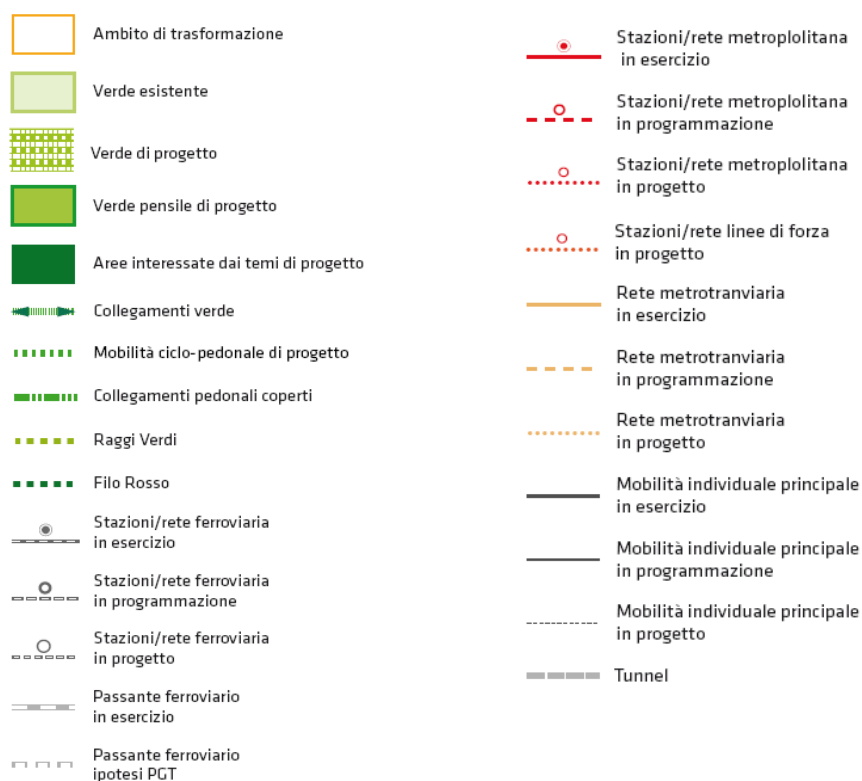 Ambito di trasformazione
Verde esistente
Verde di progetto
Verde pensile di progetto
Aree interessate dai temi di progetto
Collegamenti verde
Mobilità ciclo-pedonale di progetto
Collegamenti pedonali coperti
Raggi Verdi
Filo Rosso
Stazioni/rete ferroviaria
in esercizio
Stazioni/rete ferroviaria
in programmazione
Stazioni/rete ferroviaria
in progetto
Passante ferroviario
in esercizio
Passante ferroviario
ipotesi PGT
Stazioni/rete metroplolitana
in esercizio
Stazioni/rete metroplolitana
in programmazione
Stazioni/rete metroplolitana
in progetto
Stazioni/rete linee di forza
in progetto
Rete metrotranviaria
in esercizio
Rete metrotranviaria
in programmazione
Rete metrotranviaria
in progetto
Mobilità individuale principale
in esercizio
Mobilità individuale principale
in programmazione
Mobilità individuale principale
in progetto
Tunnel